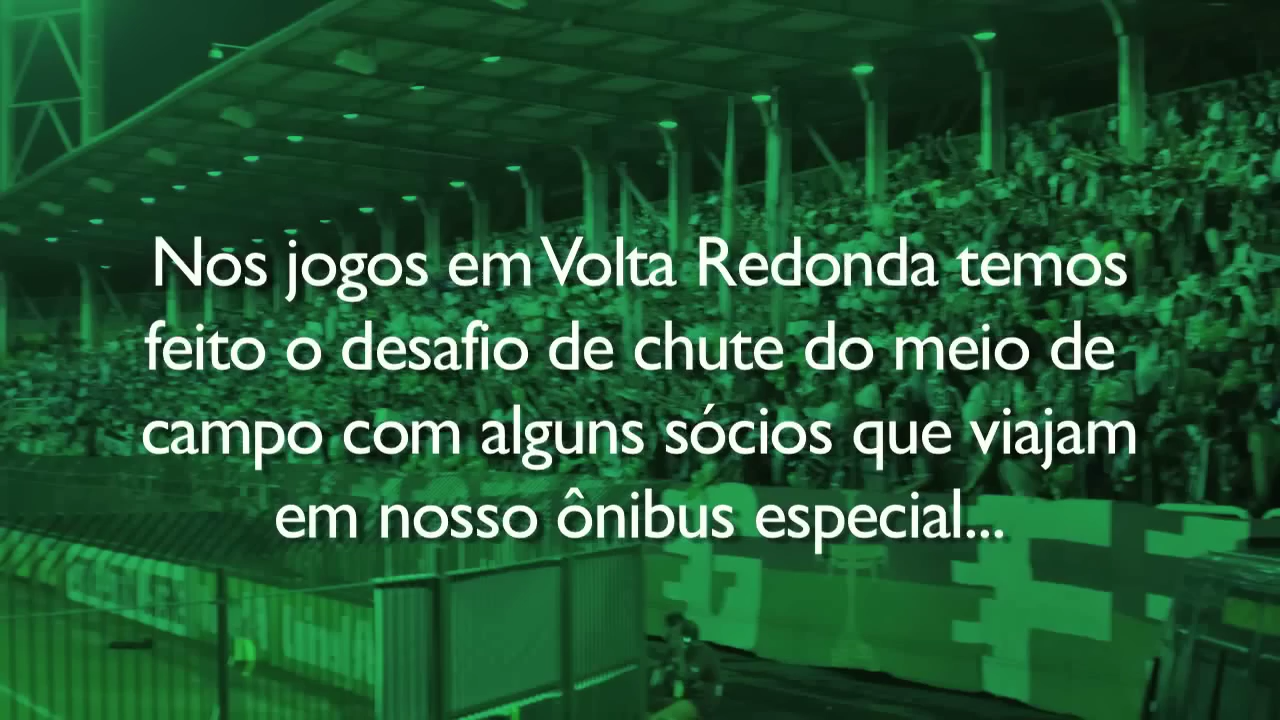 Nos jogos em Volta Redonda temos
feito o desafio de chute do meio de
campo com alguns sócios que viajam
em nosso ônibus especial...